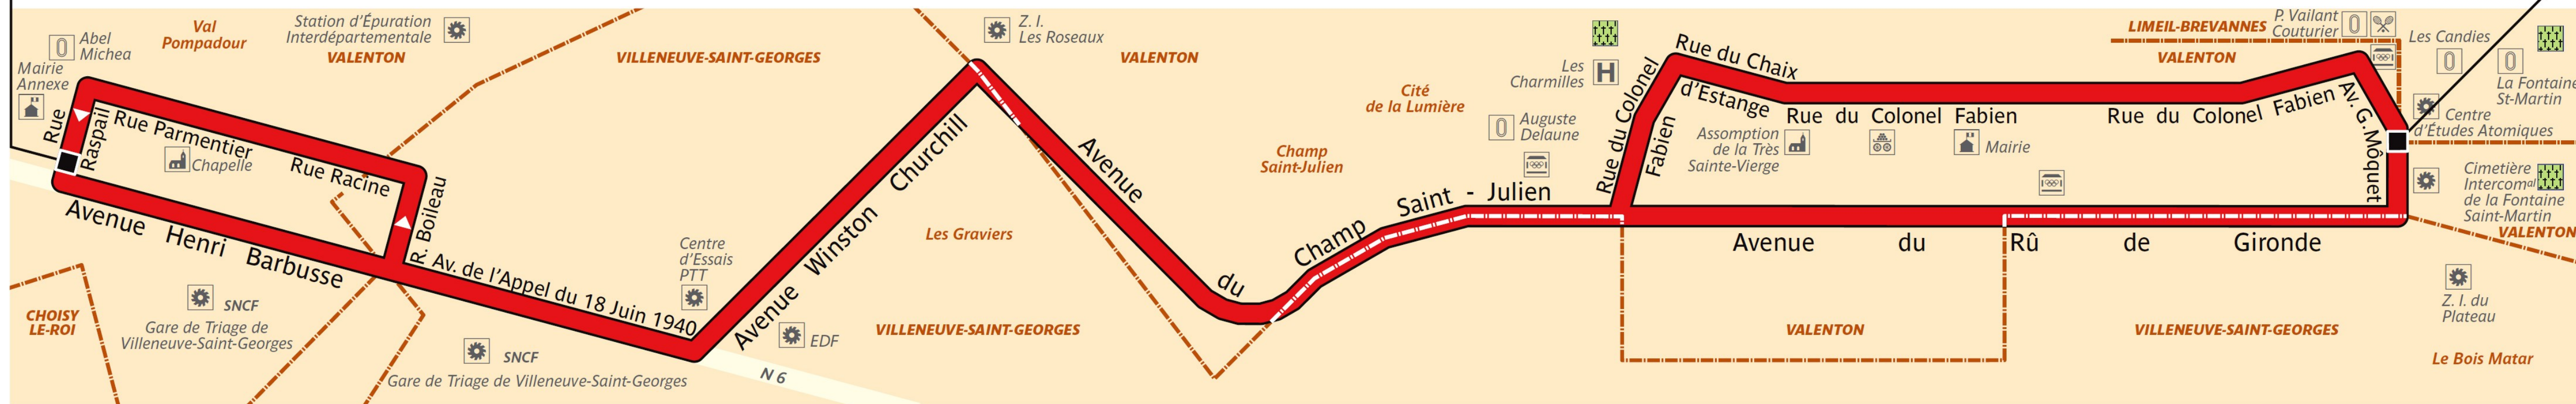 Abel
Michea
Mairie
Annexe
Val
Pompadour
Station d'Épuration
Interdépartementale
VALENTON
VILLENEUVE-SAINT-GEORGES
Z. I.
Les Roseaux
VALENTON
Rue
Raspail
Rue Parmentier
Chapelle
Rue Racine
R. Boileau
Avenue Henri Barbusse
Av. de l'Appel du 18 Juin 1940
CHOISY
LE-ROI
SNCF
Gare de Triage de
Villeneuve-Saint-Georges
SNCF
Gare de Triage de Villeneuve-Saint-Georges
Centre
d'Essais
PTT
Avenue Winston Churchill
EDF
N 6
Les Graviers
VILLENEUVE-SAINT-GEORGES
Avenue du Champ Saint - Julien
Champ
Saint-Julien
Cité
de la Lumière
Les
Charmilles
H
Auguste
Delaune
Rue du Colonel
Fabien
Rue du Chaix
d'Estange
Rue du Colonel Fabien
Rue du Colonel Fabien
Assomption
de la Très
Sainte-Vierge
Mairie
LIMEIL-BREVANNES
VALENTON
P. Vaillant
Couturier
Les Candies
La Fontaine
St-Martin
Av. G.Môquet
Centre
d'Études Atomiques
Cimetière
Intercomal
de la Fontaine
Saint-Martin
VALENTON
Avenue du Rû de Gironde
VALENTON
VILLENEUVE-SAINT-GEORGES
Z. I. du
Plateau
Le Bois Matar